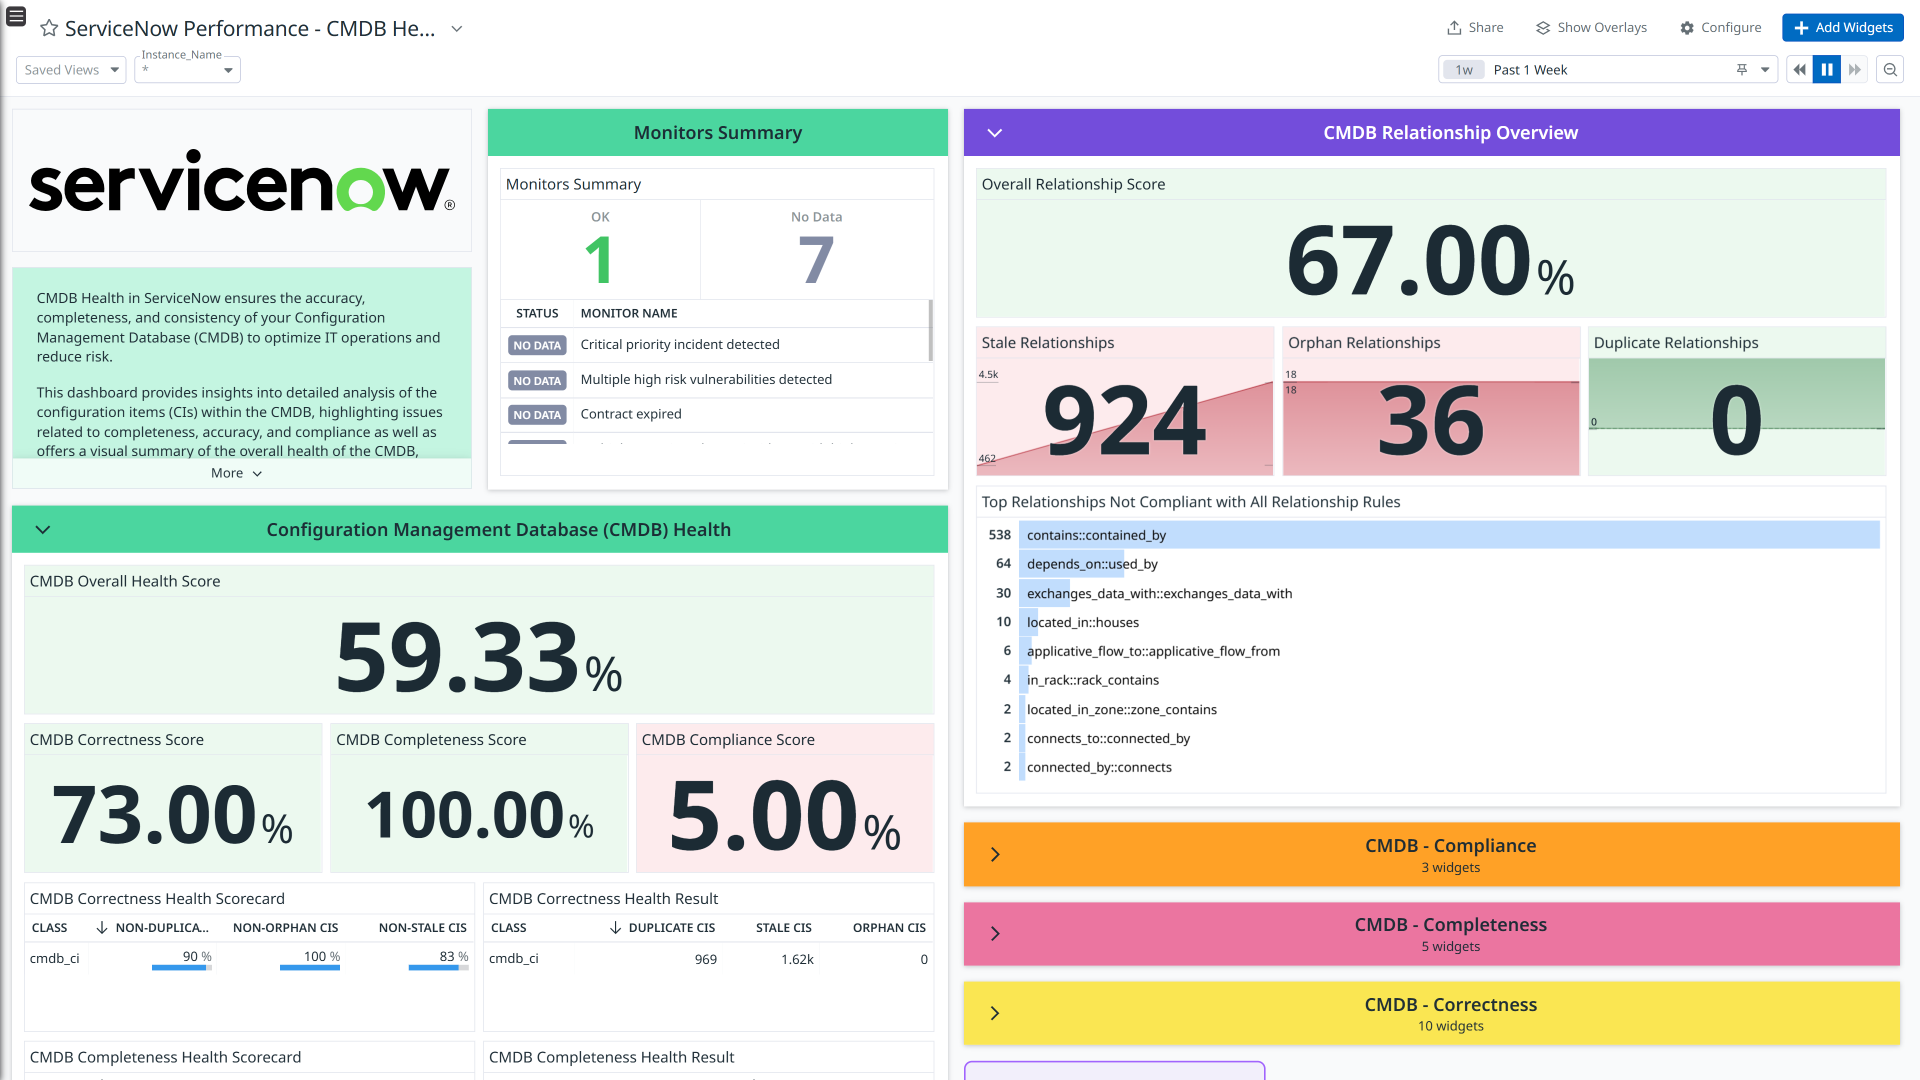 ServiceNow Performance - CMDB He...
Share
Show Overlays
Configure
Add Widgets
Saved Views
Instance_Name
*
1w
Past 1 Week
servicenow®
CMDB Health in ServiceNow ensures the accuracy,
completeness, and consistency of your Configuration
Management Database (CMDB) to optimize IT operations and
reduce risk.
This dashboard provides insights into detailed analysis of the
configuration items (CIs) within the CMDB, highlighting issues
related to completeness, accuracy, and compliance as well as
offers a visual summary of the overall health of the CMDB,
More
Monitors Summary
Monitors Summary
OK
No Data
1
7
STATUS MONITOR NAME
NO DATA Critical priority incident detected
NO DATA Multiple high risk vulnerabilities detected
NO DATA Contract expired
Configuration Management Database (CMDB) Health
CMDB Overall Health Score
59.33%
CMDB Correctness Score
73.00%
CMDB Completeness Score
100.00%
CMDB Compliance Score
5.00%
CMDB Correctness Health Scorecard
CLASS NON-DUPLICA... NON-ORPHAN CIS NON-STALE CIS
cmdb_ci 90 % 100 % 83 %
CMDB Correctness Health Result
CLASS DUPLICATE CIS STALE CIS ORPHAN CIS
cmdb_ci 969 1.62k 0
CMDB Completeness Health Scorecard
CMDB Completeness Health Result
CMDB Relationship Overview
Overall Relationship Score
67.00%
Stale Relationships
4.5k
924
462
Orphan Relationships
18
18
36
Duplicate Relationships
0
0
Top Relationships Not Compliant with All Relationship Rules
538 contains::contained_by
64 depends_on::used_by
30 exchanges_data_with::exchanges_data_with
10 located_in::houses
6 applicative_flow_to::applicative_flow_from
4 in_rack::rack_contains
2 located_in_zone::zone_contains
2 connects_to::connected_by
2 connected_by::connects
CMDB - Compliance
3 widgets
CMDB - Completeness
5 widgets
CMDB - Correctness
10 widgets